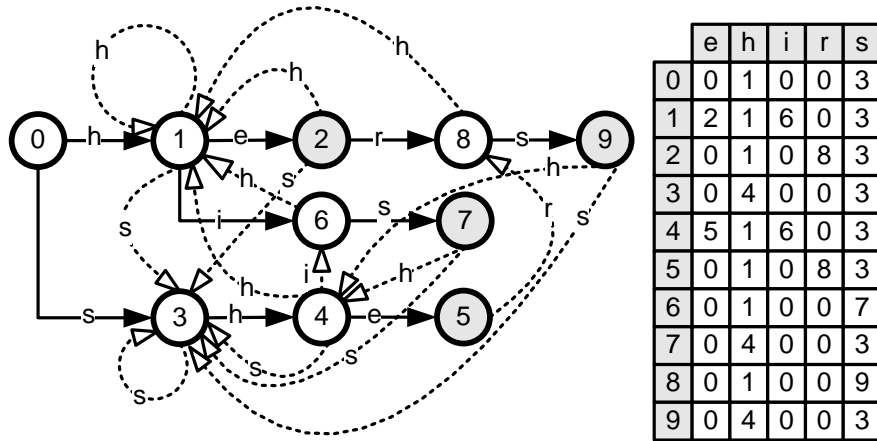 e h i r s
0 0 1 0 0 3
1 2 1 6 0 3
2 0 1 0 8 3
3 0 4 0 0 3
4 5 1 6 0 3
5 0 1 0 8 3
6 0 1 0 0 7
7 0 4 0 0 3
8 0 1 0 0 9
9 0 4 0 0 3
h
h
h
0 h 1 e 2 r 8 s 9
h s h
s i 6 s 7 r s
h i h
s 3 h 4 e 5
s s
s